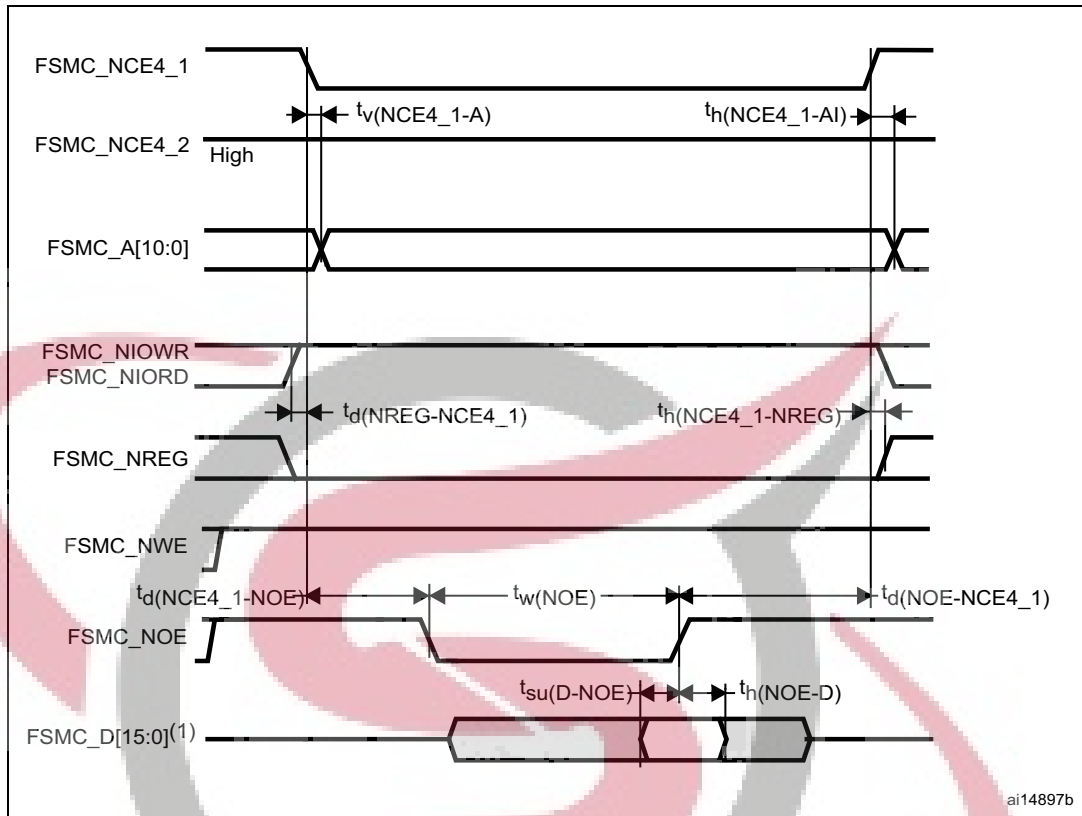 FSMC_NCE4_1
tv(NCE4_1-A)
th(NCE4_1-AI)
FSMC_NCE4_2
High
FSMC_A[10:0]
FSMC_NIOWR
FSMC_NIORD
td(NREG-NCE4_1)
th(NCE4_1-NREG)
FSMC_NREG
FSMC_NWE
td(NCE4_1-NOE)
tw(NOE)
td(NOE-NCE4_1)
FSMC_NOE
tsu(D-NOE)
th(NOE-D)
FSMC_D[15:0](1)
ai14897b